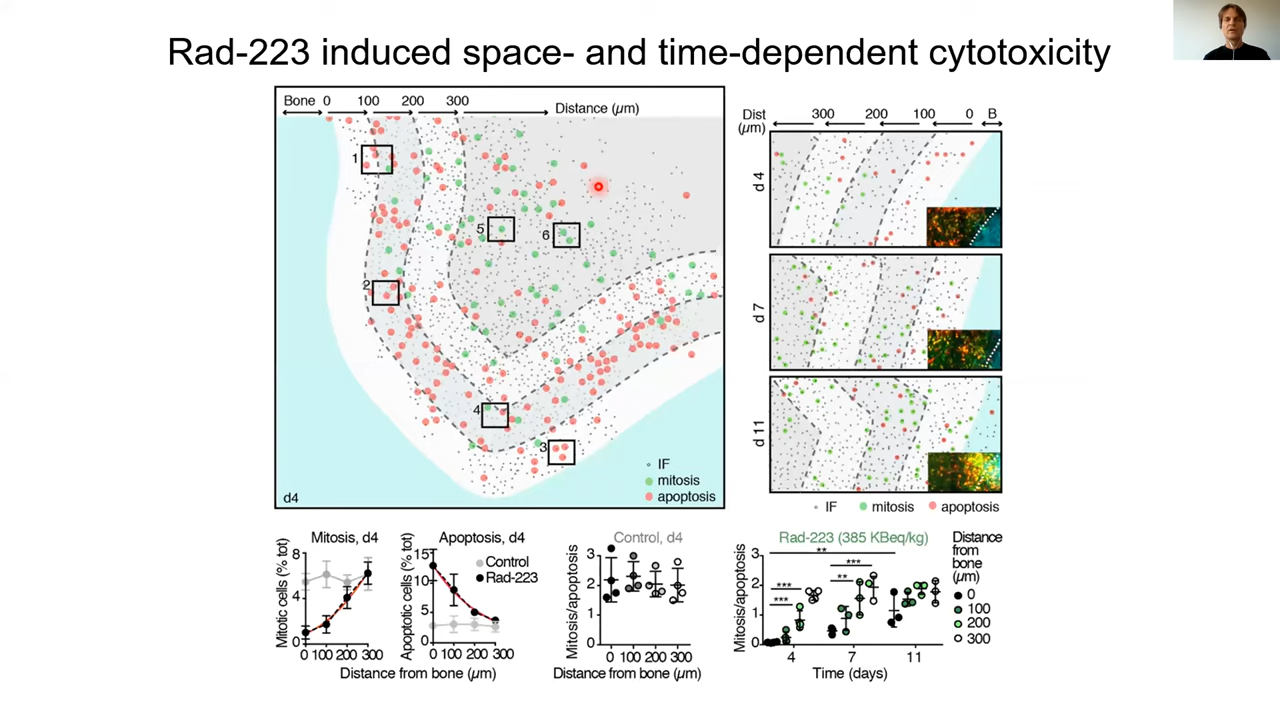 Rad-223 induced space- and time-dependent cytotoxicity
Bone 0 100 200 300 Distance (µm)
1
2
3
4
5
6
IF
mitosis
apoptosis
d4
Dist (µm) 300 200 100 0 B
d 4
d 7
d 11
IF mitosis apoptosis
Mitosis, d4
Mitotic cells (% tot)
8
4
0
0 100 200 300
Apoptosis, d4
Apoptotic cells (% tot)
15
10
5
0
0 100 200 300
Control
Rad-223
Distance from bone (µm)
Control, d4
Mitosis/apoptosis
3
2
1
0
0 100 200 300
Distance from bone (µm)
Rad-223 (385 KBeq/kg)
Mitosis/apoptosis
3
2
1
0
**
***
***
**
***
4 7 11
Time (days)
Distance
from
bone
(µm)
0
100
200
300